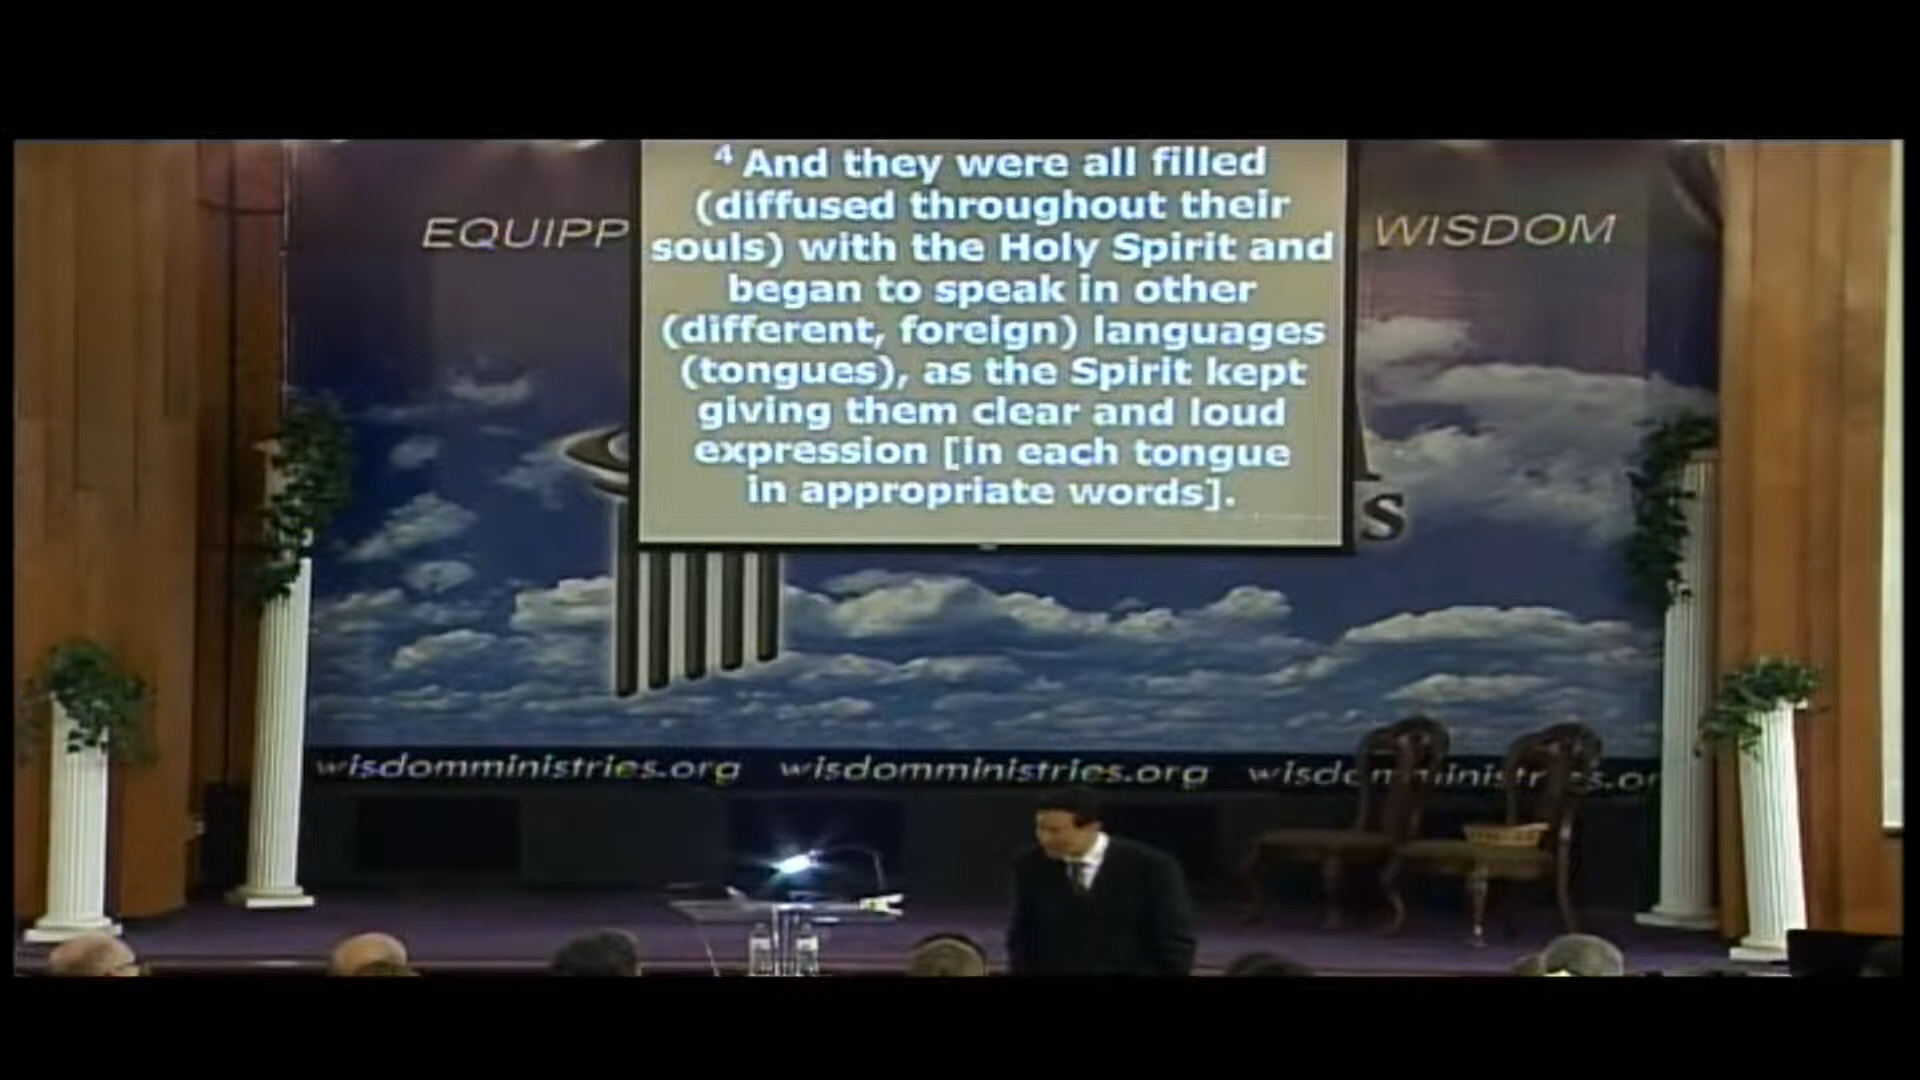 4 And they were all filled
(diffused throughout their
souls) with the Holy Spirit and
began to speak in other
(different, foreign) languages
(tongues), as the Spirit kept
giving them clear and loud
expression [in each tongue
in appropriate words].
EQUIPP
WISDOM
s
wisdomministries.org wisdomministries.org wisdomministries.or